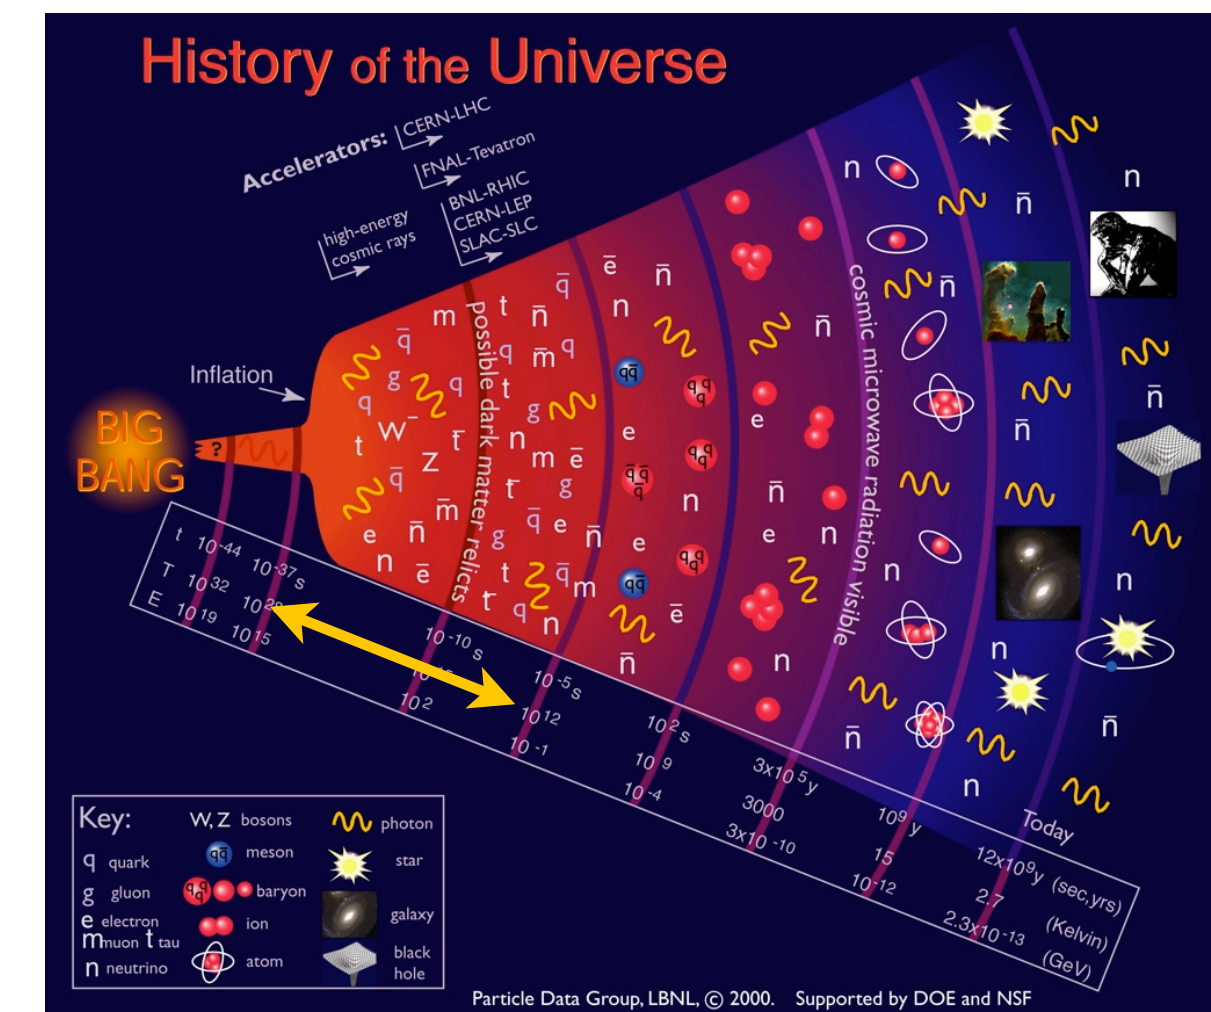 History of the Universe
Accelerators:
CERN-LHC
FNAL-Tevatron
BNL-RHIC
CERN-LEP
SLAC-SLC
high-energy
cosmic rays
Inflation
BIG
BANG
?
possible dark matter relicts
cosmic microwave radiation visible
t 10⁻⁴⁴ 10⁻³⁷ s 10⁻¹⁰ s 10⁻⁵ s 10² s 3x10⁵ y 10⁹ y Today 12x10⁹y (sec,yrs)
T 10³² 10¹² 10⁹ 3000 15 2.7 (Kelvin)
E 10¹⁹ 10¹⁵ 10² 10⁻¹ 10⁻⁴ 3x10⁻¹⁰ 10⁻¹² 2.3x10⁻¹³ (GeV)
Key:
q quark
g gluon
e electron
m muon t tau
n neutrino
W, Z bosons
qq̄ meson
qqq baryon
ion
atom
photon
star
galaxy
black
hole
Particle Data Group, LBNL, © 2000. Supported by DOE and NSF